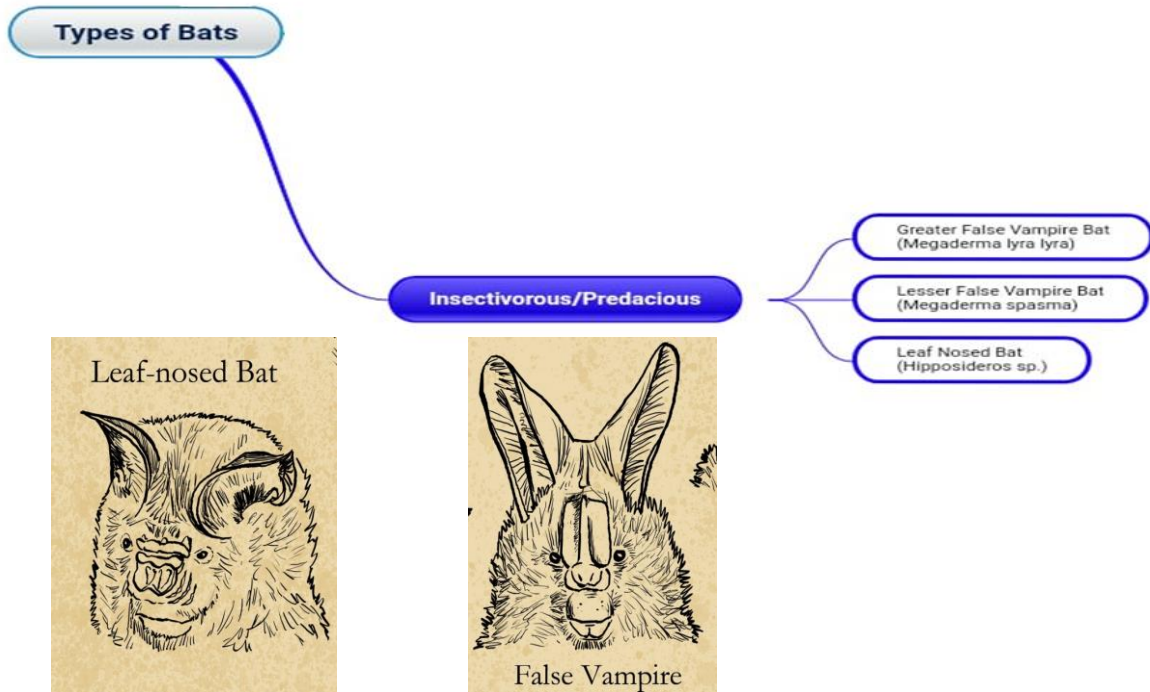 Types of Bats
Insectivorous/Predacious
Greater False Vampire Bat
(Megaderma lyra lyra)
Lesser False Vampire Bat
(Megaderma spasma)
Leaf Nosed Bat
(Hipposideros sp.)
Leaf-nosed Bat
False Vampire